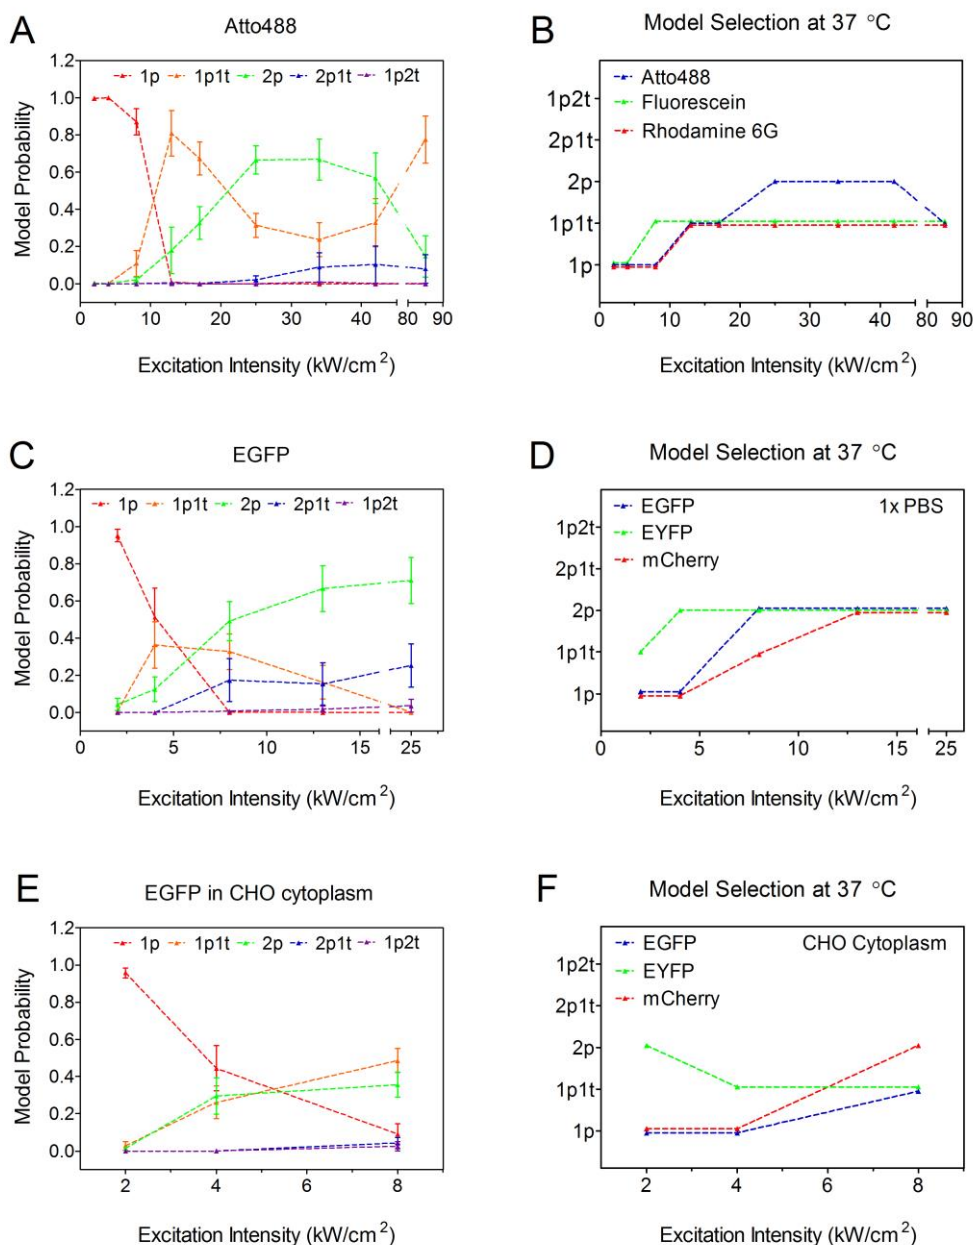 A
Atto488
1p 1p1t 2p 2p1t 1p2t
Model Probability
1.2
1.0
0.8
0.6
0.4
0.2
0.0
0 10 20 30 40 80 90
Excitation Intensity (kW/cm²)
B
Model Selection at 37 °C
Atto488
Fluorescein
Rhodamine 6G
1p2t
2p1t
2p
1p1t
1p
0 10 20 30 40 80 90
Excitation Intensity (kW/cm²)
C
EGFP
1p 1p1t 2p 2p1t 1p2t
Model Probability
1.2
1.0
0.8
0.6
0.4
0.2
0.0
0 5 10 15 25
Excitation Intensity (kW/cm²)
D
Model Selection at 37 °C
EGFP 1x PBS
EYFP
mCherry
1p2t
2p1t
2p
1p1t
1p
0 5 10 15 25
Excitation Intensity (kW/cm²)
E
EGFP in CHO cytoplasm
1p 1p1t 2p 2p1t 1p2t
Model Probability
1.2
1.0
0.8
0.6
0.4
0.2
0.0
2 4 6 8
Excitation Intensity (kW/cm²)
F
Model Selection at 37 °C
EGFP CHO Cytoplasm
EYFP
mCherry
1p2t
2p1t
2p
1p1t
1p
2 4 6 8
Excitation Intensity (kW/cm²)